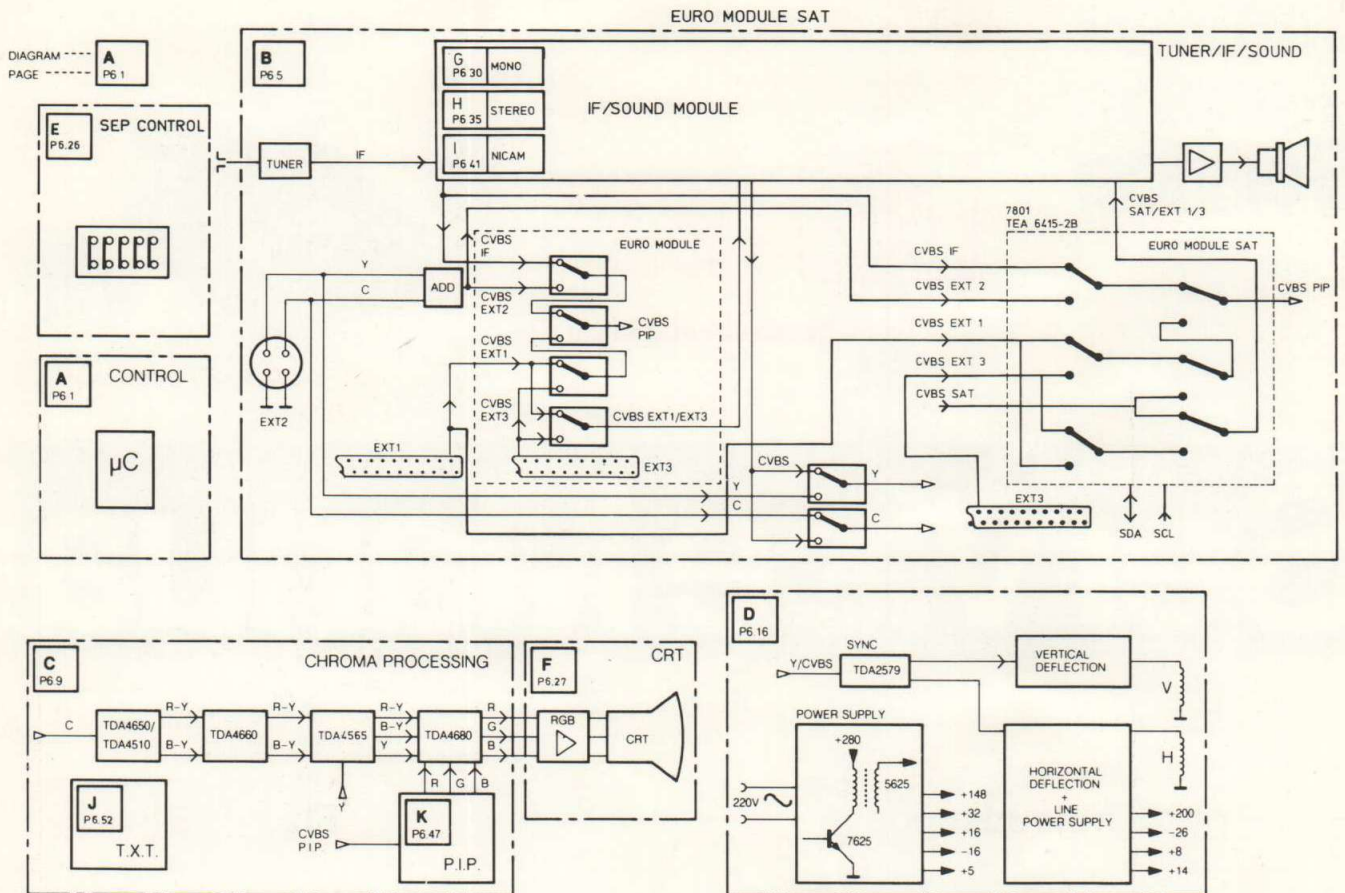 EURO MODULE SAT
DIAGRAM
PAGE
A
P6.1
B
P6.5
TUNER/IF/SOUND
G
P6.30
MONO
H
P6.35
STEREO
I
P6.41
NICAM
IF/SOUND MODULE
E
P6.26
SEP CONTROL
TUNER
IF
CVBS
SAT/EXT 1/3
7801
TEA 6415-2B
EURO MODULE SAT
CVBS
IF
EURO MODULE
CVBS IF
Y
C
ADD
CVBS
EXT2
CVBS EXT 2
CVBS PIP
CVBS
PIP
CVBS EXT 1
CVBS
EXT1
CVBS EXT 3
CVBS SAT
A
P6.1
CONTROL
µC
EXT2
CVBS
EXT3
CVBS EXT1/EXT3
EXT1
EXT3
CVBS
Y
Y
C
C
EXT3
SDA
SCL
C
P6.9
CHROMA PROCESSING
F
P6.27
CRT
C
TDA4650/
TDA4510
R-Y
B-Y
TDA4660
R-Y
B-Y
TDA4565
R-Y
B-Y
Y
TDA4680
R
G
B
RGB
CRT
Y
R
G
B
J
P6.52
T.X.T.
CVBS
P.I.P.
K
P6.47
P.I.P.
D
P6.16
Y/CVBS
SYNC
TDA2579
VERTICAL
DEFLECTION
V
POWER SUPPLY
+280
5625
7625
220V
+148
+32
+16
-16
+5
HORIZONTAL
DEFLECTION
+
LINE
POWER SUPPLY
H
+200
-26
+8
+14